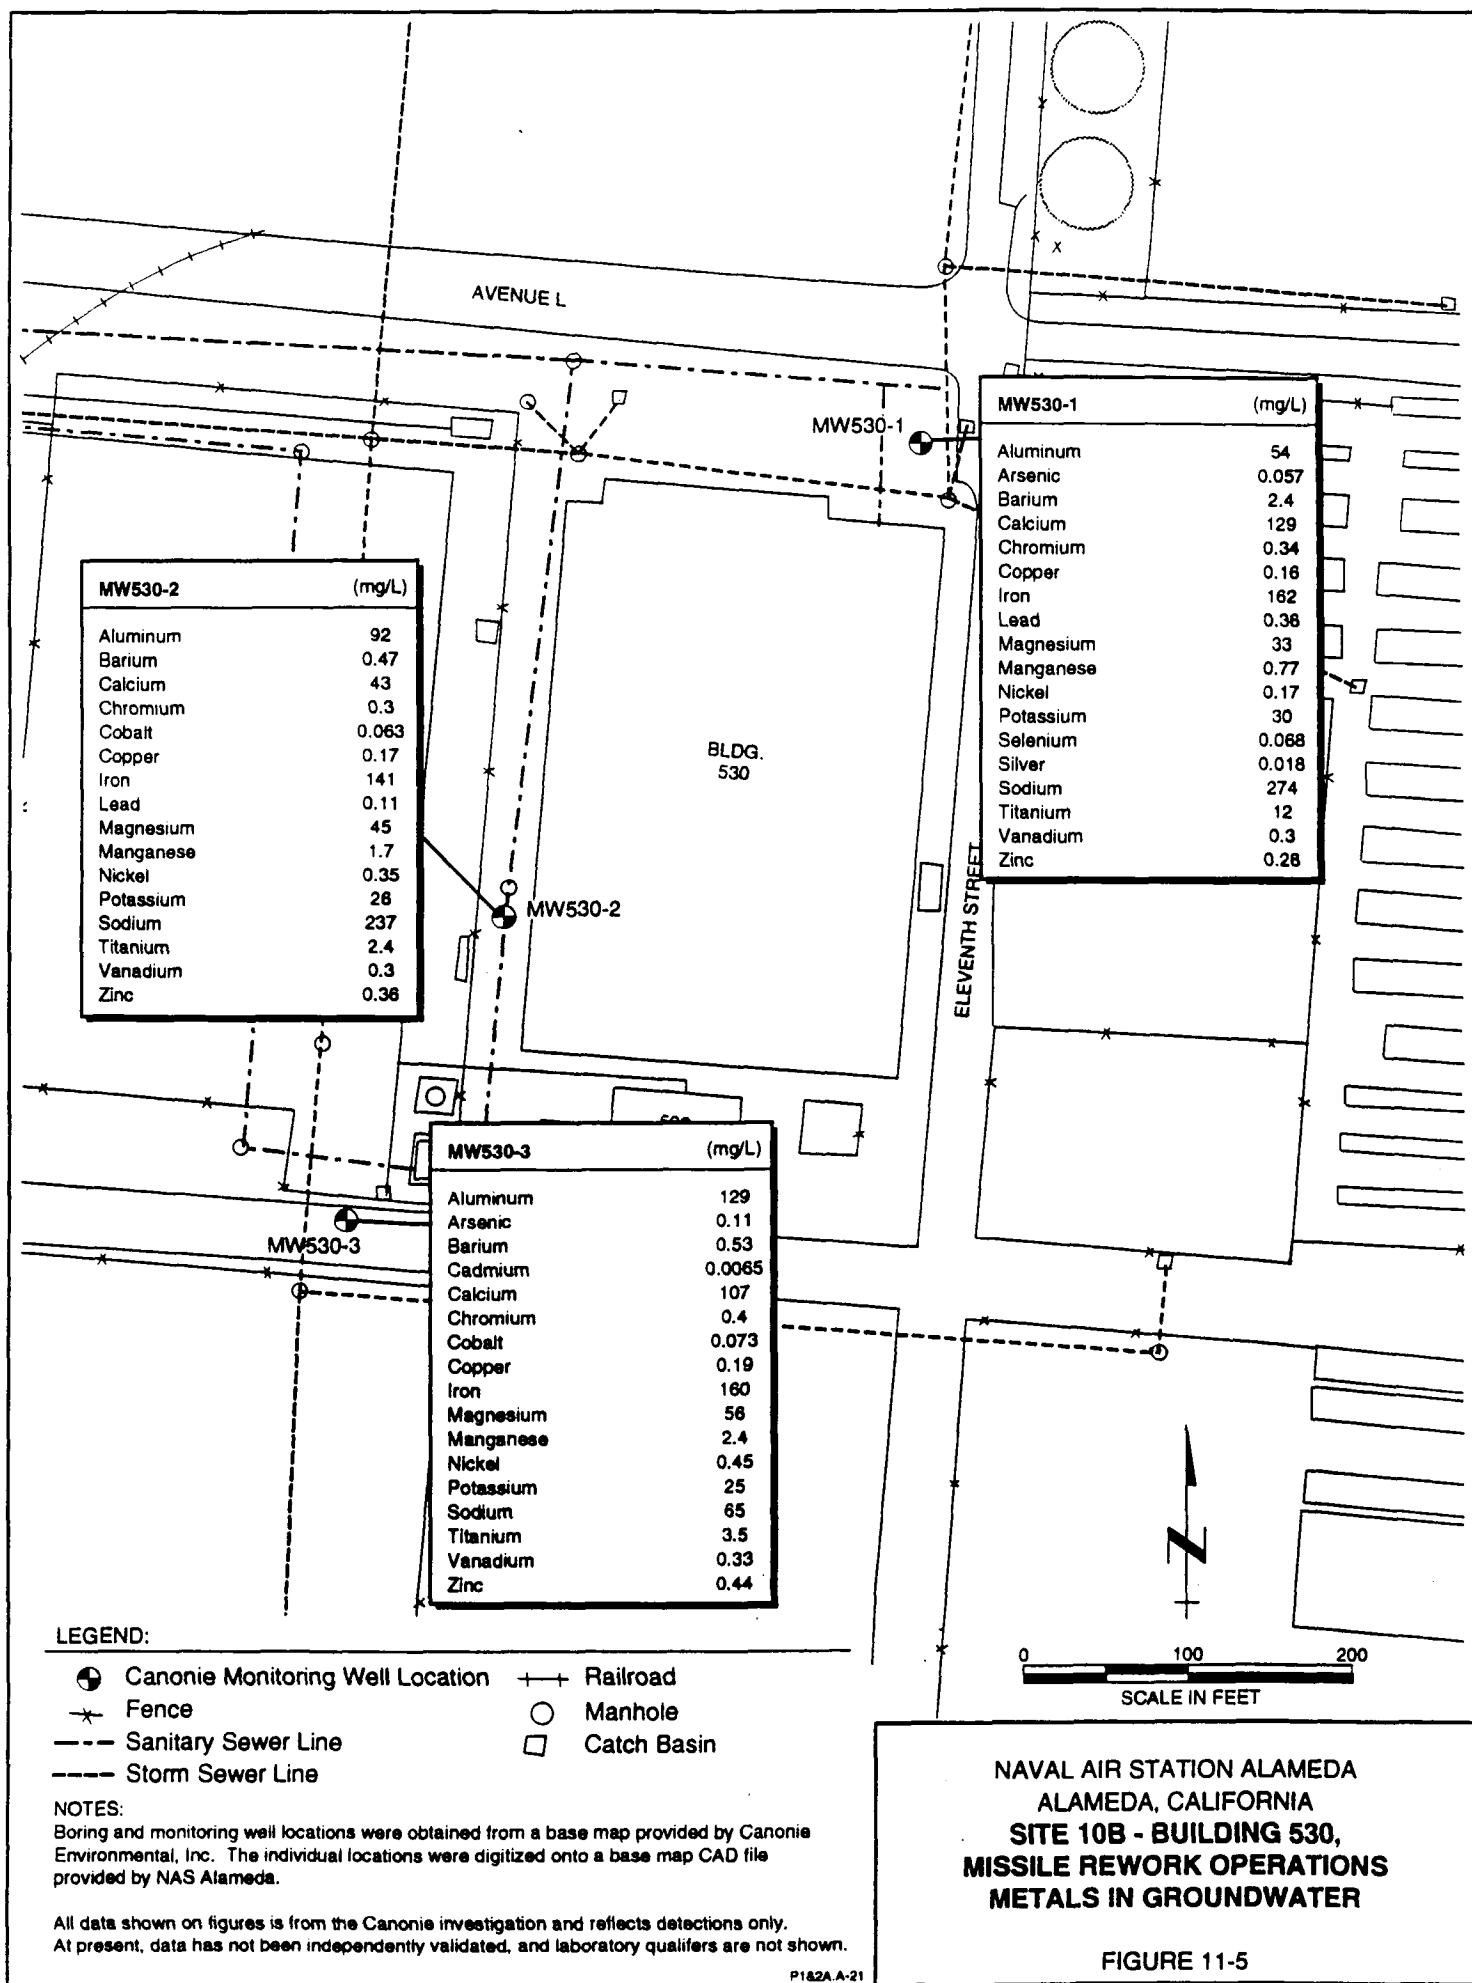 AVENUE L
MW530-1
MW530-1 (mg/L)
Aluminum 54
Arsenic 0.057
Barium 2.4
Calcium 129
Chromium 0.34
Copper 0.16
Iron 162
Lead 0.36
Magnesium 33
Manganese 0.77
Nickel 0.17
Potassium 30
Selenium 0.068
Silver 0.018
Sodium 274
Titanium 12
Vanadium 0.3
Zinc 0.28
MW530-2 (mg/L)
Aluminum 92
Barium 0.47
Calcium 43
Chromium 0.3
Cobalt 0.063
Copper 0.17
Iron 141
Lead 0.11
Magnesium 45
Manganese 1.7
Nickel 0.35
Potassium 26
Sodium 237
Titanium 2.4
Vanadium 0.3
Zinc 0.36
BLDG.
530
MW530-2
ELEVENTH STREET
MW530-3 (mg/L)
Aluminum 129
Arsenic 0.11
Barium 0.53
Cadmium 0.0065
Calcium 107
Chromium 0.4
Cobalt 0.073
Copper 0.19
Iron 160
Magnesium 56
Manganese 2.4
Nickel 0.45
Potassium 25
Sodium 65
Titanium 3.5
Vanadium 0.33
Zinc 0.44
MW530-3
N
0 100 200
SCALE IN FEET
LEGEND:
Canonie Monitoring Well Location
Railroad
Fence
Manhole
Sanitary Sewer Line
Catch Basin
Storm Sewer Line
NOTES:
Boring and monitoring well locations were obtained from a base map provided by Canonie
Environmental, Inc. The individual locations were digitized onto a base map CAD file
provided by NAS Alameda.
All data shown on figures is from the Canonie investigation and reflects detections only.
At present, data has not been independently validated, and laboratory qualifers are not shown.
P1&2A.A-21
NAVAL AIR STATION ALAMEDA
ALAMEDA, CALIFORNIA
SITE 10B - BUILDING 530,
MISSILE REWORK OPERATIONS
METALS IN GROUNDWATER
FIGURE 11-5